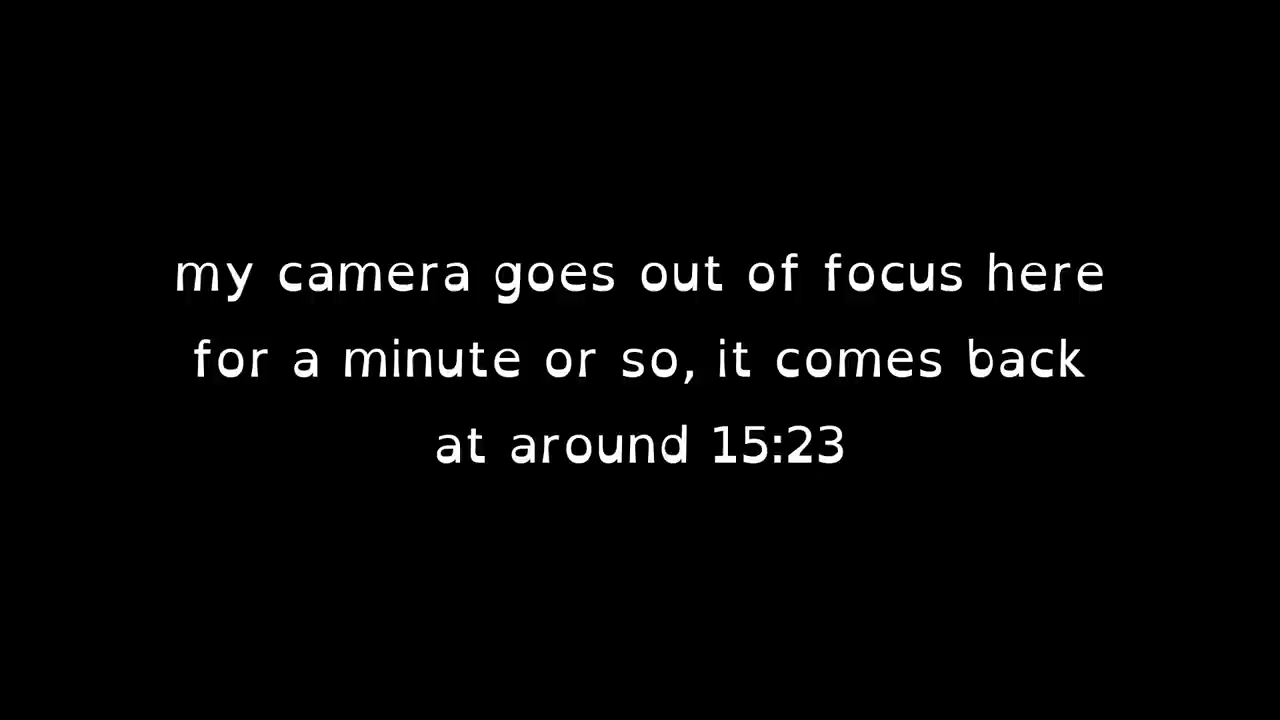 my camera goes out of focus here
for a minute or so, it comes back
at around 15:23